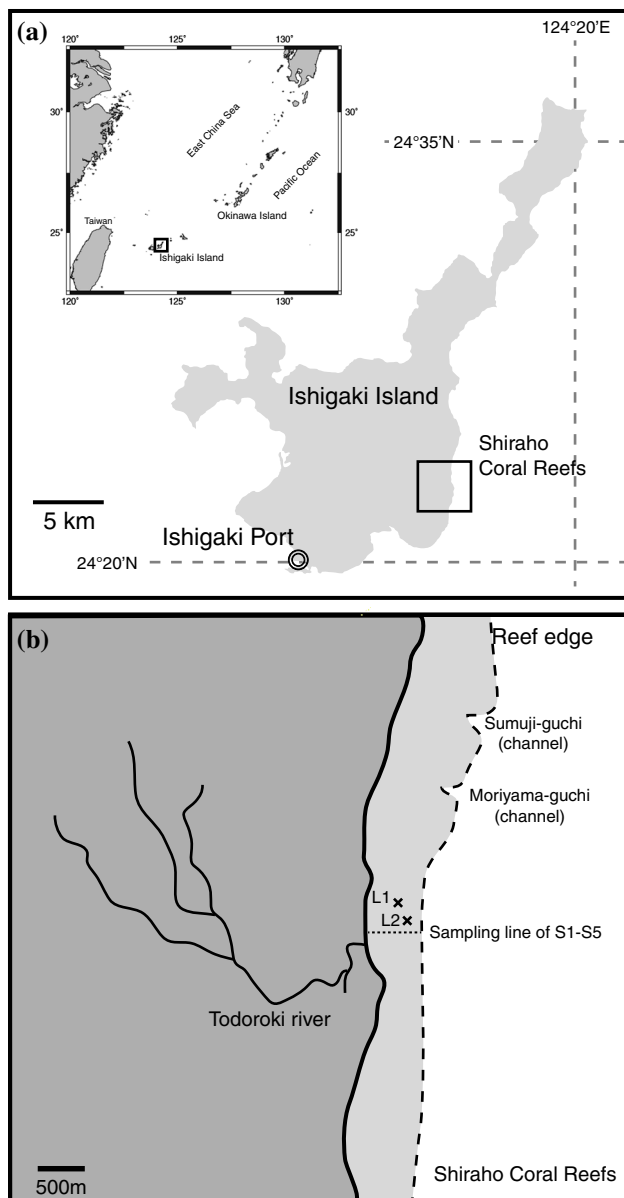 (a)
124°20'E
120°
125°
130°
30°
East China Sea
24°35'N
Pacific Ocean
Okinawa Island
Taiwan
25°
Ishigaki Island
120°
125°
130°
Ishigaki Island
Shiraho
Coral Reefs
5 km
Ishigaki Port
24°20'N
(b)
Reef edge
Sumuji-guchi
(channel)
Moriyama-guchi
(channel)
L1
L2
Sampling line of S1-S5
Todoroki river
500m
Shiraho Coral Reefs